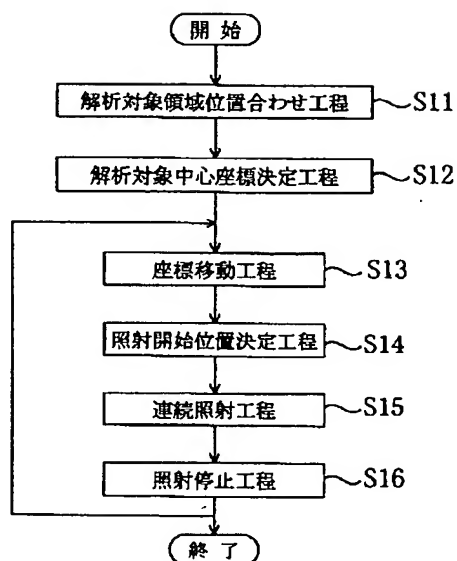 開始
解析対象領域位置合わせ工程 S11
解析対象中心座標決定工程 S12
座標移動工程 S13
照射開始位置決定工程 S14
連続照射工程 S15
照射停止工程 S16
終了